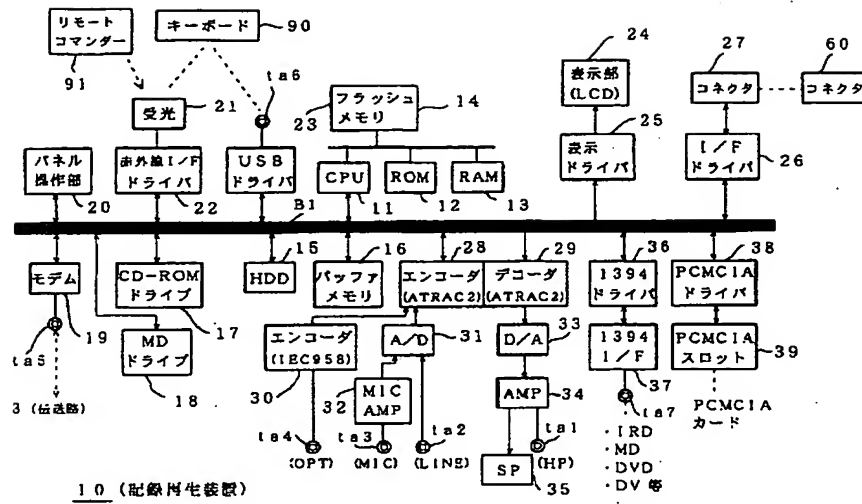 リモート
コマンダー
91
キーボード
90
受光
21
ta6
フラッシュ
メモリ
23
14
24
表示部
(LCD)
25
27
コネクタ
60
コネクタ
パネル
操作部
20
赤外線I/F
ドライバ
22
USB
ドライバ
CPU
11
ROM
12
RAM
13
表示
ドライバ
I/F
ドライバ
26
B1
モデム
19
ta5
3 (伝送路)
CD-ROM
ドライブ
17
MD
ドライブ
18
HDD
15
バッファ
メモリ
16
エンコーダ
(ATRAC2)
28
デコーダ
(ATRAC2)
29
1394
ドライバ
36
PCMCIA
ドライバ
38
エンコーダ
(IEC958)
30
A/D
31
D/A
33
1394
I/F
37
PCMCIA
スロット
39
MIC
AMP
32
AMP
34
ta7
PCMCIA
カード
ta4
(OPT)
ta3
(MIC)
ta2
(LINE)
SP
35
ta1
(HP)
・IRD
・MD
・DVD
・DV 等
10 (記録再生装置)